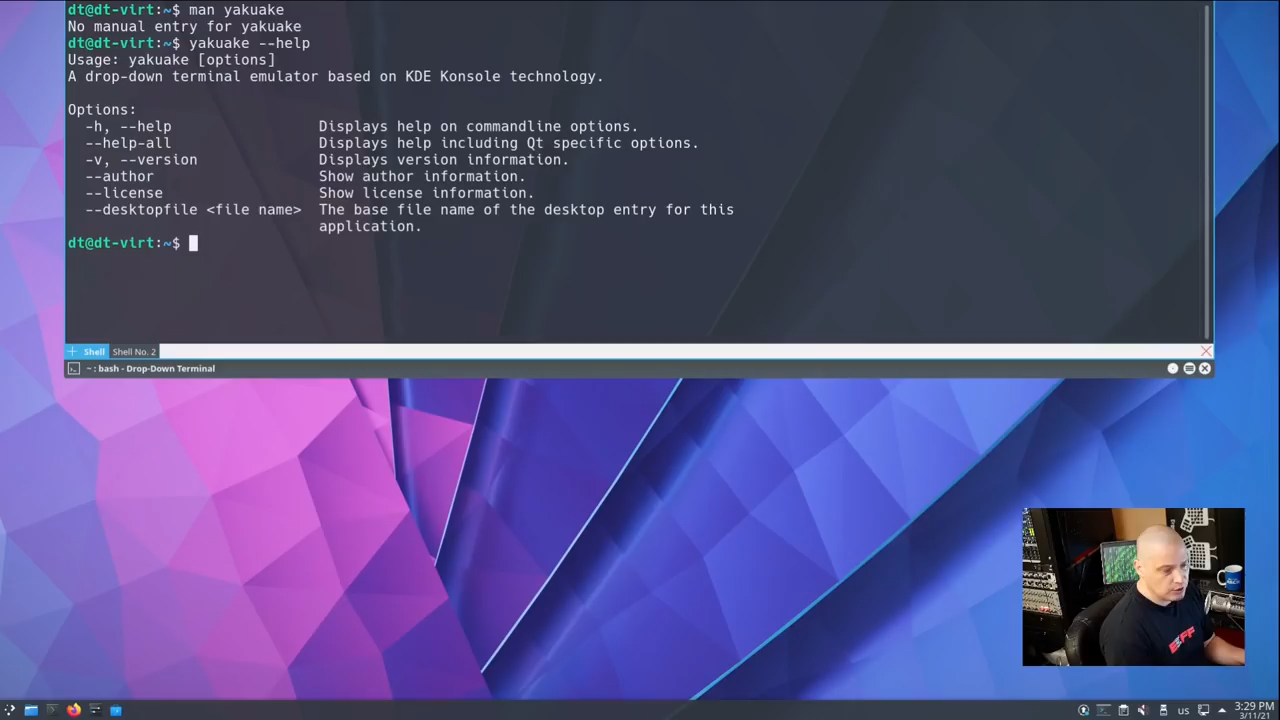 dt@dt-virt:~$ man yakuake
No manual entry for yakuake
dt@dt-virt:~$ yakuake --help
Usage: yakuake [options]
A drop-down terminal emulator based on KDE Konsole technology.
Options:
-h, --help Displays help on commandline options.
--help-all Displays help including Qt specific options.
-v, --version Displays version information.
--author Show author information.
--license Show license information.
--desktopfile <file name> The base file name of the desktop entry for this
application.
dt@dt-virt:~$
Shell Shell No. 2
~ : bash - Drop-Down Terminal
EFF
us 3:29 PM
3/11/21